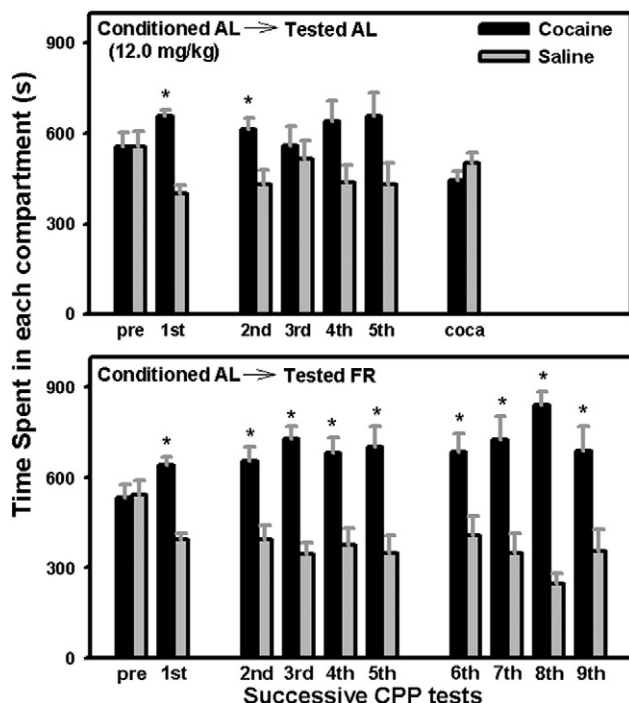 Time Spent in each compartment (s)
Conditioned AL → Tested AL
(12.0 mg/kg)
Cocaine
Saline
900
600
300
0
* *
pre 1st 2nd 3rd 4th 5th coca
Conditioned AL → Tested FR
900
600
300
0
* * * * * * * * *
pre 1st 2nd 3rd 4th 5th 6th 7th 8th 9th
Successive CPP tests